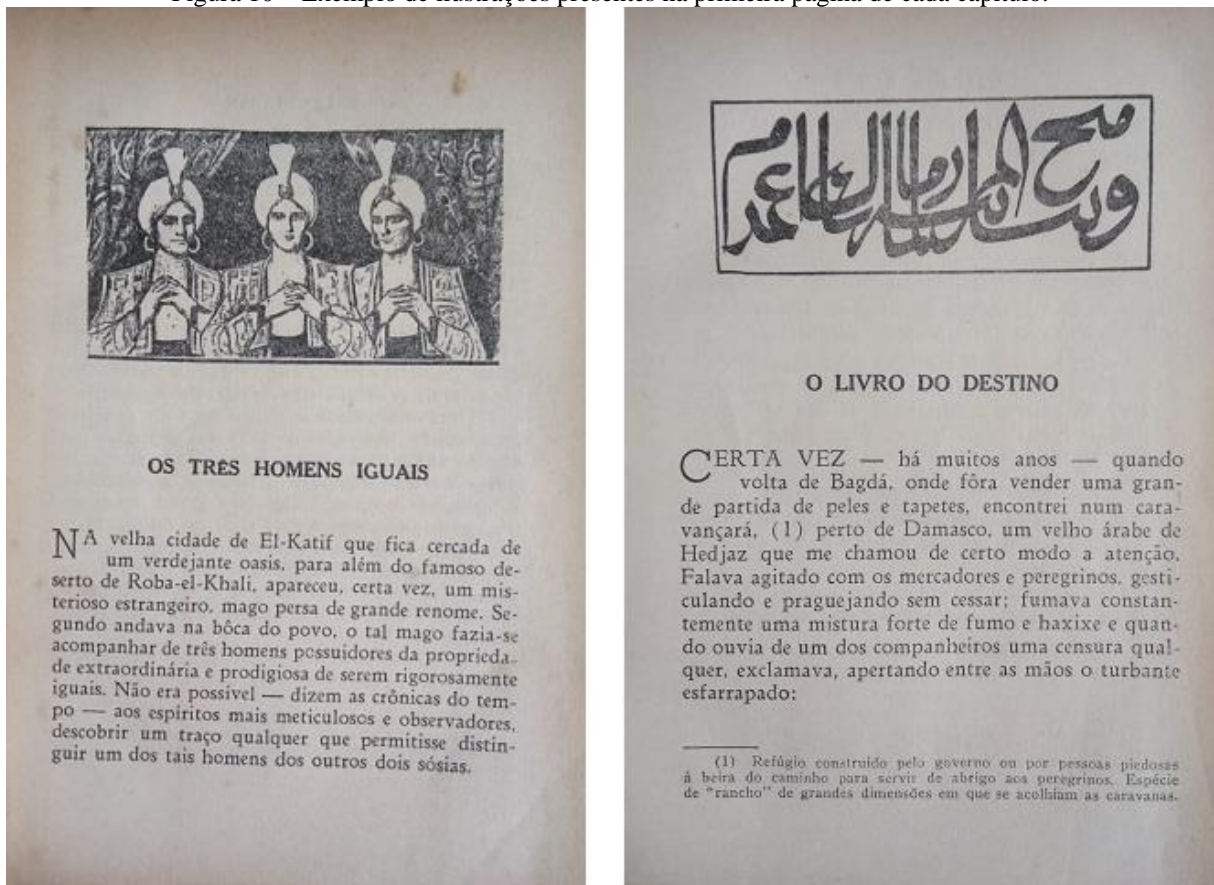 Exemplo de ilustrações presentes na primeira página de cada capítulo.
OS TRÊS HOMENS IGUAIS
NA velha cidade de El-Katif que fica cercada de
um verdejante oasis, para além do famoso de-
serto de Roba-el-Khali, apareceu, certa vez, um mis-
terioso estrangeiro, mago persa de grande renome. Se-
gundo andava na bôca do povo, o tal mago fazia-se
acompanhar de três homens possuidores da proprieda-
de extraordinária e prodigiosa de serem rigorosamente
iguais. Não era possível — dizem as crônicas do tem-
po — aos espíritos mais meticulosos e observadores,
descobrir um traço qualquer que permitisse distin-
guir um dos tais homens dos outros dois sósias.
O LIVRO DO DESTINO
CERTA VEZ — há muitos anos — quando
volta de Bagdá, onde fôra vender uma gran-
de partida de peles e tapetes, encontrei num cara-
vançará, (1) perto de Damasco, um velho árabe de
Hedjaz que me chamou de certo modo a atenção.
Falava agitado com os mercadores e peregrinos, gesti-
culando e praguejando sem cessar; fumava constan-
temente uma mistura forte de fumo e haxixe e quan-
do ouvia de um dos companheiros uma censura qual-
quer, exclamava, apertando entre as mãos o turbante
esfarrapado:
(1) Refúgio construido pelo governo ou por pessoas piedosas
à beira do caminho para servir de abrigo aos peregrinos. Espécie
de "rancho" de grandes dimensões em que se acolhiam as caravanas.